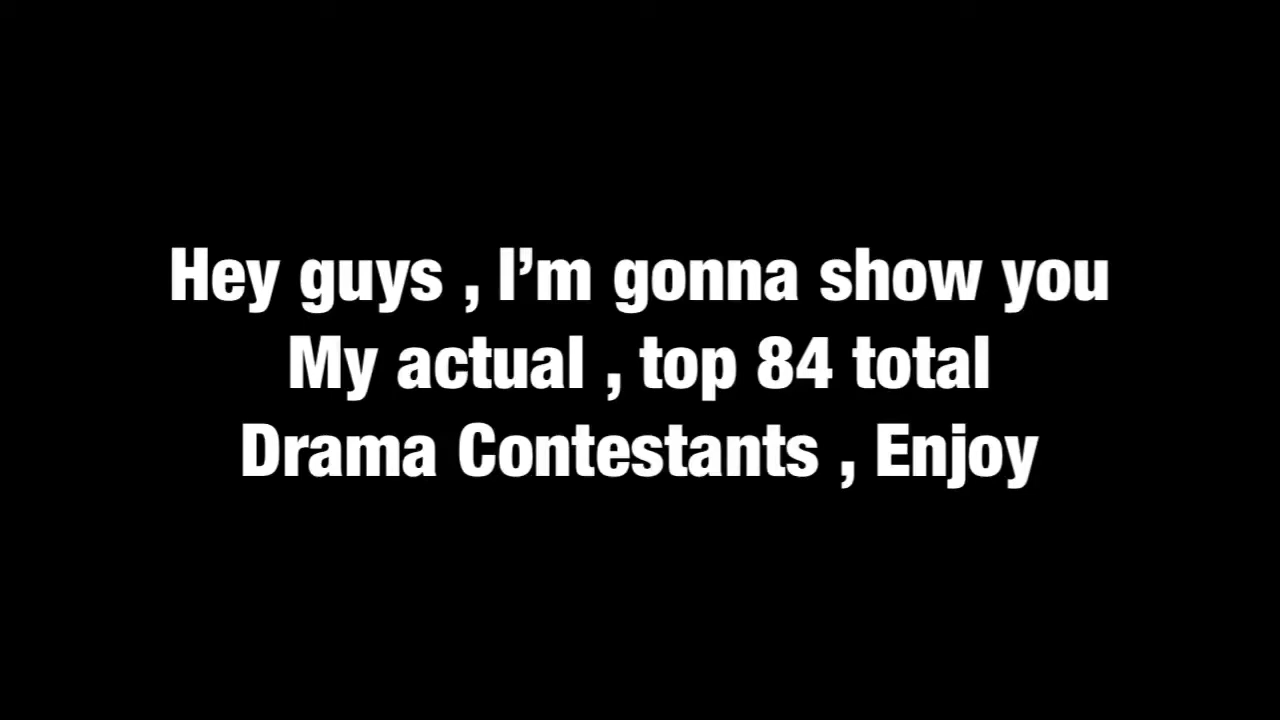 Hey guys , I’m gonna show you
My actual , top 84 total
Drama Contestants , Enjoy